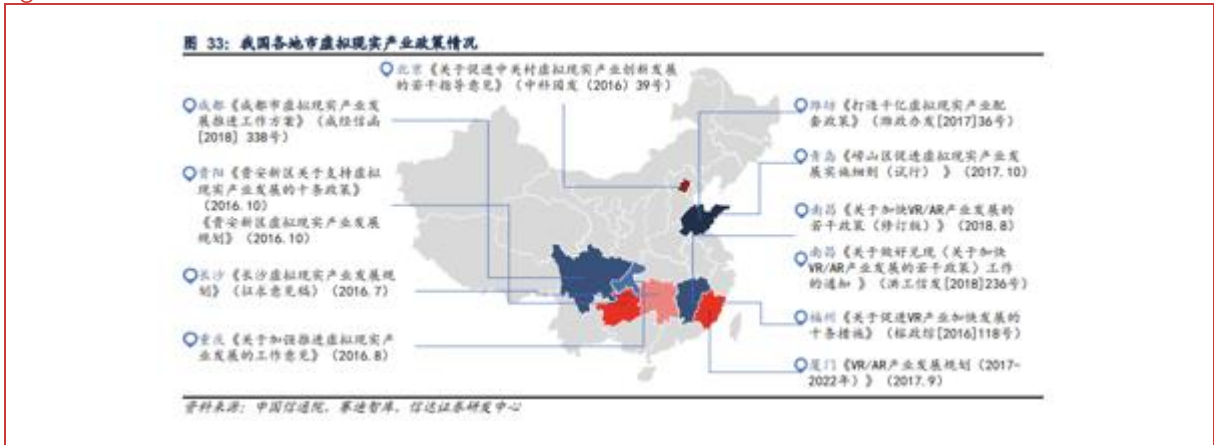 图 33: 我国各地市虚拟现实产业政策情况
北京《关于促进中关村虚拟现实产业创新发展
的若干指导意见》（中科园发（2016）39号）
成都《成都市虚拟现实产业发
展推进工作方案》（成经信函
[2018] 338号）
贵阳《贵安新区关于支持虚拟
现实产业发展的十条政策》
（2016.10）
《贵安新区虚拟现实产业发展
规划》（2016.10）
长沙《长沙虚拟现实产业发展规
划》（征求意见稿）（2016.7）
重庆《关于加强推进虚拟现实产
业发展的工作意见》（2016.8）
潍坊《打造千亿虚拟现实产业配
套政策》（潍政办发[2017]36号）
青岛《崂山区促进虚拟现实产业发
展实施细则（试行） 》（2017.10）
南昌《关于加快VR/AR产业发展的
若干政策（修订版）》（2018.8）
南昌《关于做好兑现（关于加快
VR/AR产业发展的若干政策）工作
的通知 》（洪工信发[2018]236号）
福州《关于促进VR产业加快发展的
十条措施》（榕政综[2016]118号）
厦门《VR/AR产业发展规划（2017-
2022年）》（2017.9）
资料来源: 中国信通院, 赛迪智库, 信达证券研发中心